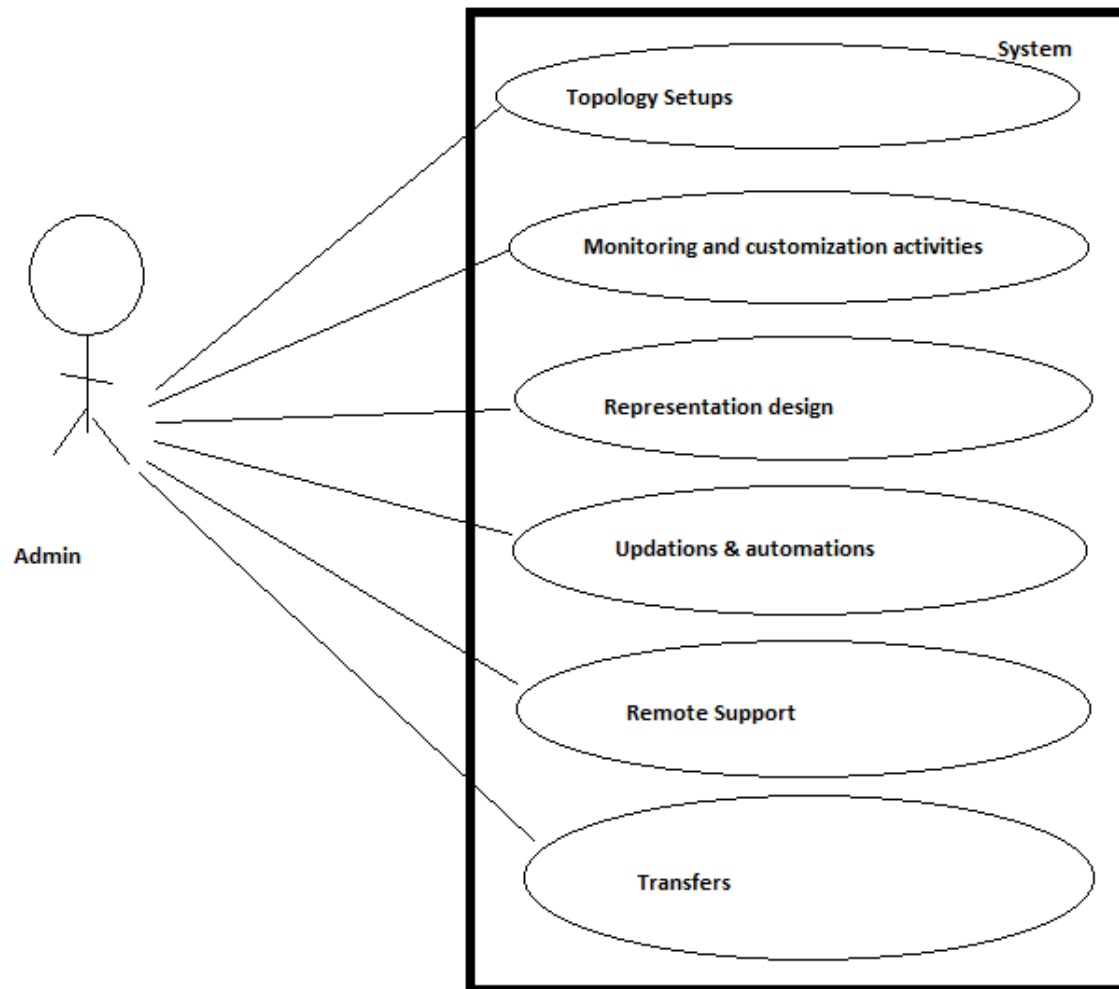 System
Topology Setups
Monitoring and customization activities
Representation design
Updations & automations
Admin
Remote Support
Transfers